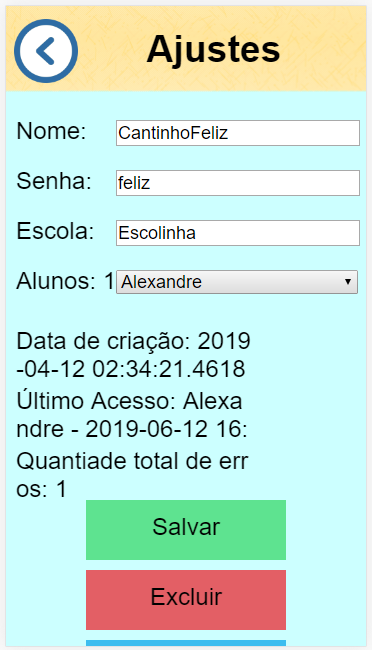 Ajustes
Nome: CantinhoFeliz
Senha: feliz
Escola: Escolinha
Alunos: 1 Alexandre
Data de criação: 2019
-04-12 02:34:21.4618
Último Acesso: Alexa
ndre - 2019-06-12 16:
Quantiade total de err
os: 1
Salvar
Excluir